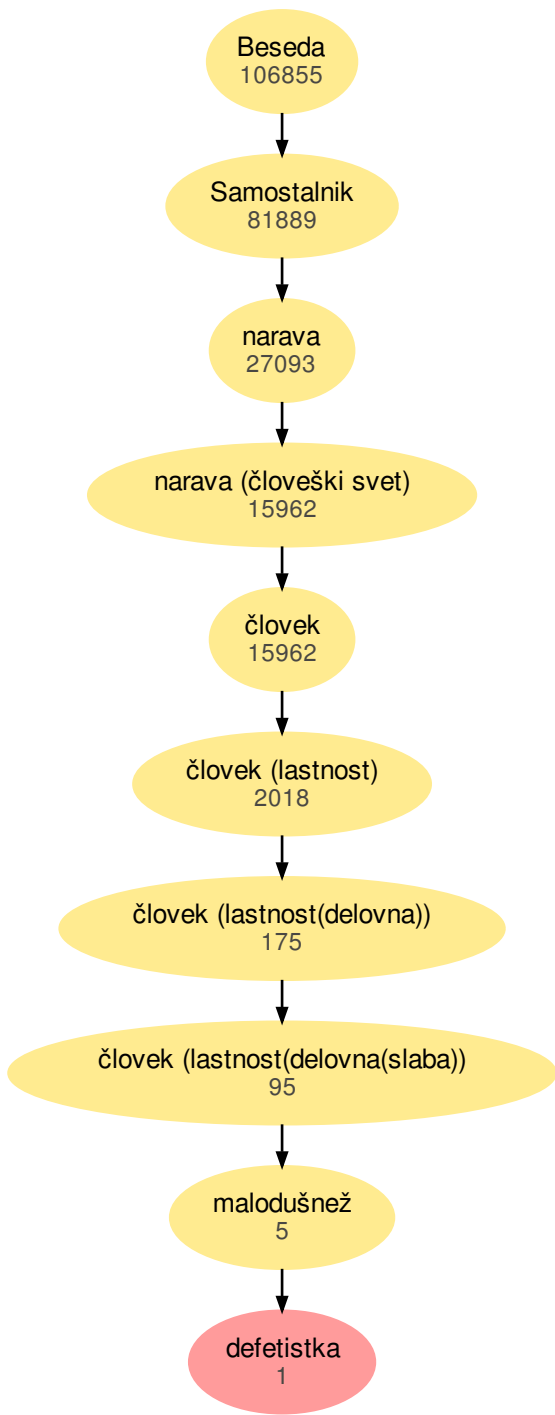 Beseda
106855
Samostalnik
81889
narava
27093
narava (človeški svet)
15962
človek
15962
človek (lastnost)
2018
človek (lastnost(delovna))
175
človek (lastnost(delovna(slaba))
95
malodušnež
5
defetistka
1